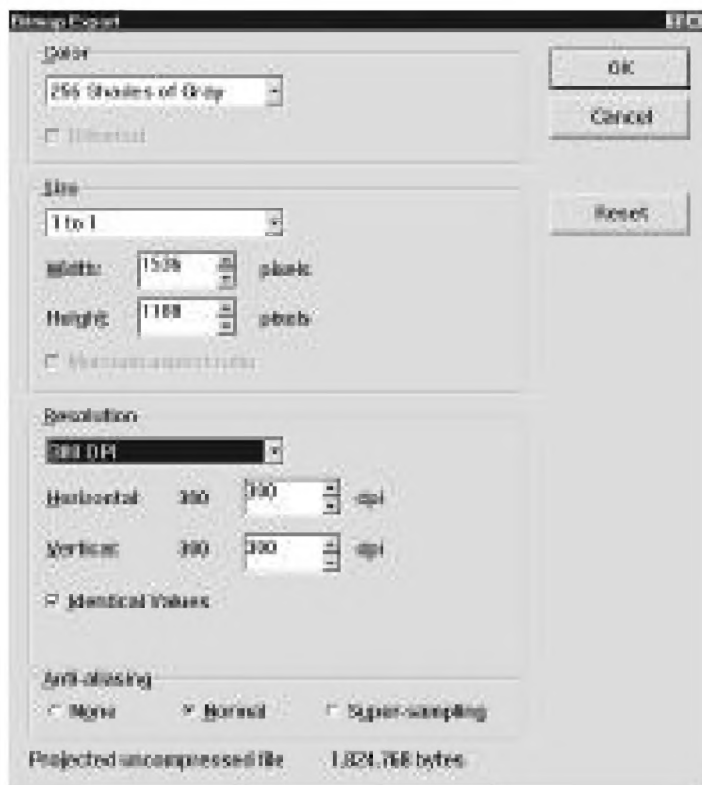 Bitmap Export
Color
256 Shades of Gray
OK
Cancel
Reset
Size
1 to 1
Width: 1536 pixels
Height: 1188 pixels
Resolution
300 DPI
Horizontal: 300 300 dpi
Vertical: 300 300 dpi
Identical Values
Anti-aliasing
None Normal Super-sampling
Projected uncompressed file 1,824,768 bytes